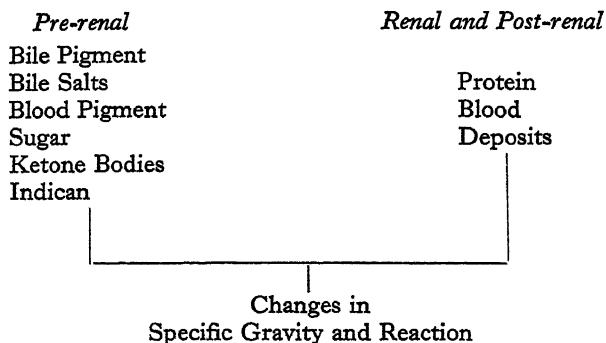 Pre-renal
Bile Pigment
Bile Salts
Blood Pigment
Sugar
Ketone Bodies
Indican
Renal and Post-renal
Protein
Blood
Deposits
Changes in
Specific Gravity and Reaction